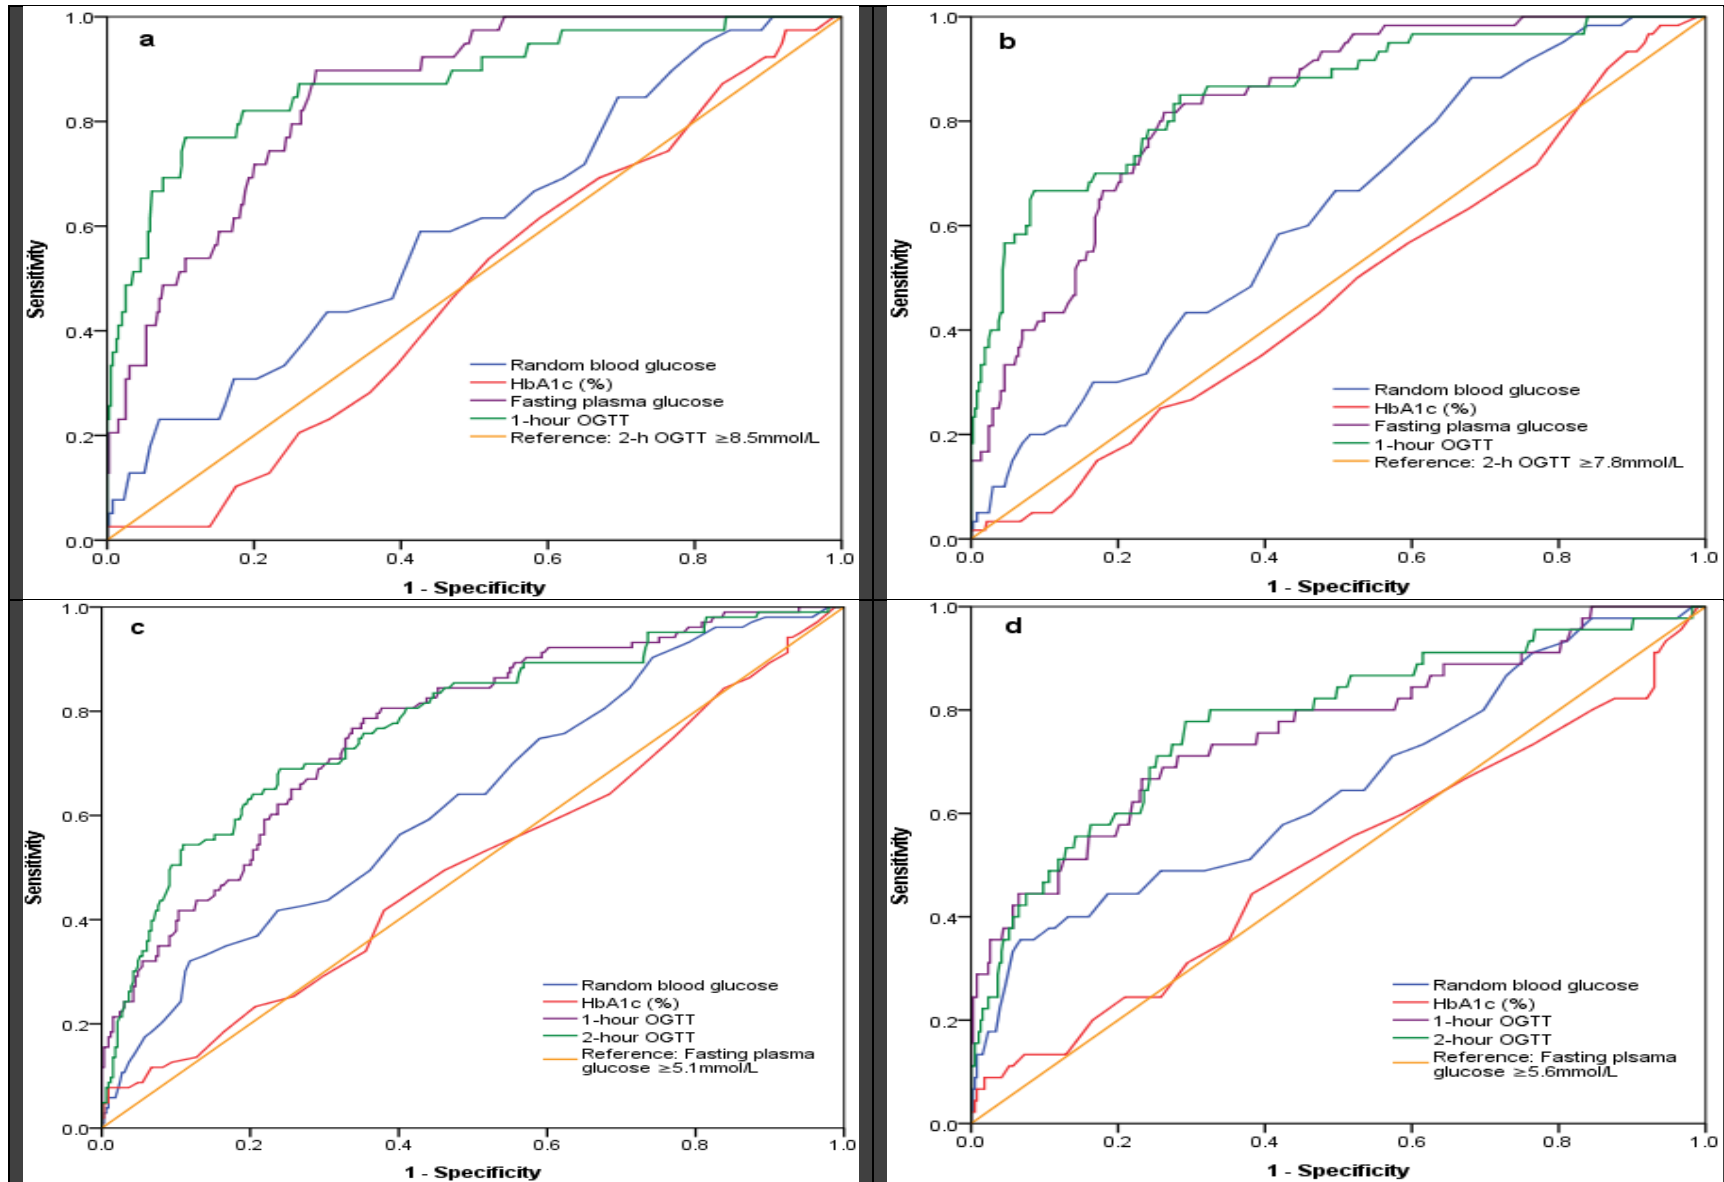 a
1.0
0.8
0.6
0.4
0.2
0.0
Sensitivity
Random blood glucose
HbA1c (%)
Fasting plasma glucose
1-hour OGTT
Reference: 2-h OGTT ≥8.5mmol/L
0.0 0.2 0.4 0.6 0.8 1.0
1 - Specificity
b
1.0
0.8
0.6
0.4
0.2
0.0
Sensitivity
Random blood glucose
HbA1c (%)
Fasting plasma glucose
1-hour OGTT
Reference: 2-h OGTT ≥7.8mmol/L
0.0 0.2 0.4 0.6 0.8 1.0
1 - Specificity
c
1.0
0.8
0.6
0.4
0.2
0.0
Sensitivity
Random blood glucose
HbA1c (%)
1-hour OGTT
2-hour OGTT
Reference: Fasting plasma
glucose ≥5.1mmol/L
0.0 0.2 0.4 0.6 0.8 1.0
1 - Specificity
d
1.0
0.8
0.6
0.4
0.2
0.0
Sensitivity
Random blood glucose
HbA1c (%)
1-hour OGTT
2-hour OGTT
Reference: Fasting plsama
glucose ≥5.6mmol/L
0.0 0.2 0.4 0.6 0.8 1.0
1 - Specificity